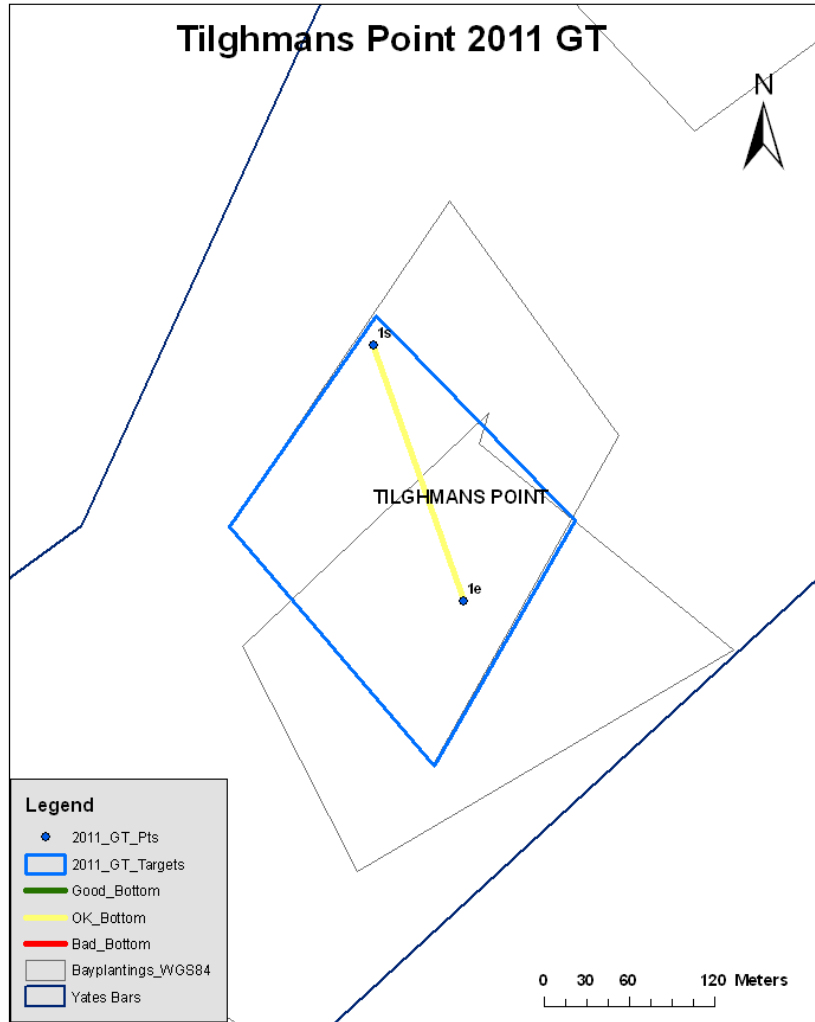 Tilghmans Point 2011 GT
N
1s
TILGHMANS POINT
1e
Legend
2011_GT_Pts
2011_GT_Targets
Good_Bottom
OK_Bottom
Bad_Bottom
Bayplantings_WGS84
Yates Bars
0 30 60 120 Meters